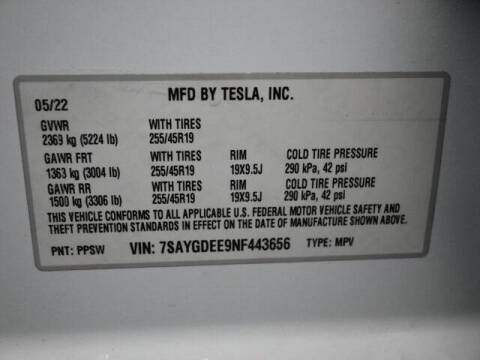 MFD BY TESLA, INC.
05/22
GVWR WITH TIRES
2369 kg (5224 lb) 255/45R19
GAWR FRT WITH TIRES RIM COLD TIRE PRESSURE
1363 kg (3004 lb) 255/45R19 19X9.5J 290 kPa, 42 psi
GAWR RR WITH TIRES RIM COLD TIRE PRESSURE
1500 kg (3306 lb) 255/45R19 19X9.5J 290 kPa, 42 psi
THIS VEHICLE CONFORMS TO ALL APPLICABLE U.S. FEDERAL MOTOR VEHICLE SAFETY AND
THEFT PREVENTION STANDARDS IN EFFECT ON THE DATE OF MANUFACTURE SHOWN ABOVE.
PNT: PPSW VIN: 7SAYGDEE9NF443656 TYPE: MPV